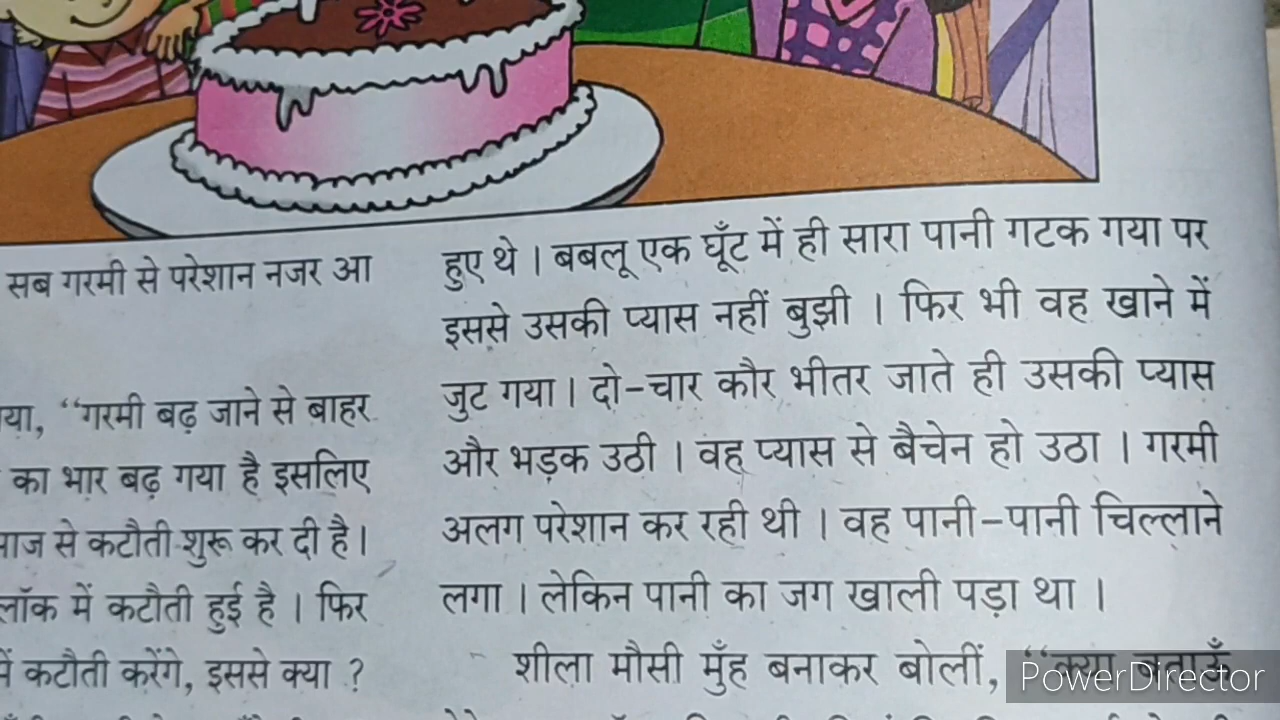 सब गरमी से परेशान नजर आ
“गरमी बढ़ जाने से बाहर
का भार बढ़ गया है इसलिए
से कटौती शुरू कर दी है।
में कटौती हुई है । फिर
कटौती करेंगे, इससे क्या ?
हुए थे । बबलू एक घूँट में ही सारा पानी गटक गया पर
इससे उसकी प्यास नहीं बुझी । फिर भी वह खाने में
जुट गया । दो-चार कौर भीतर जाते ही उसकी प्यास
और भड़क उठी । वह प्यास से बैचेन हो उठा । गरमी
अलग परेशान कर रही थी । वह पानी-पानी चिल्लाने
लगा । लेकिन पानी का जग खाली पड़ा था ।
शीला मौसी मुँह बनाकर बोलीं, “क्या बताऊँ
PowerDirector